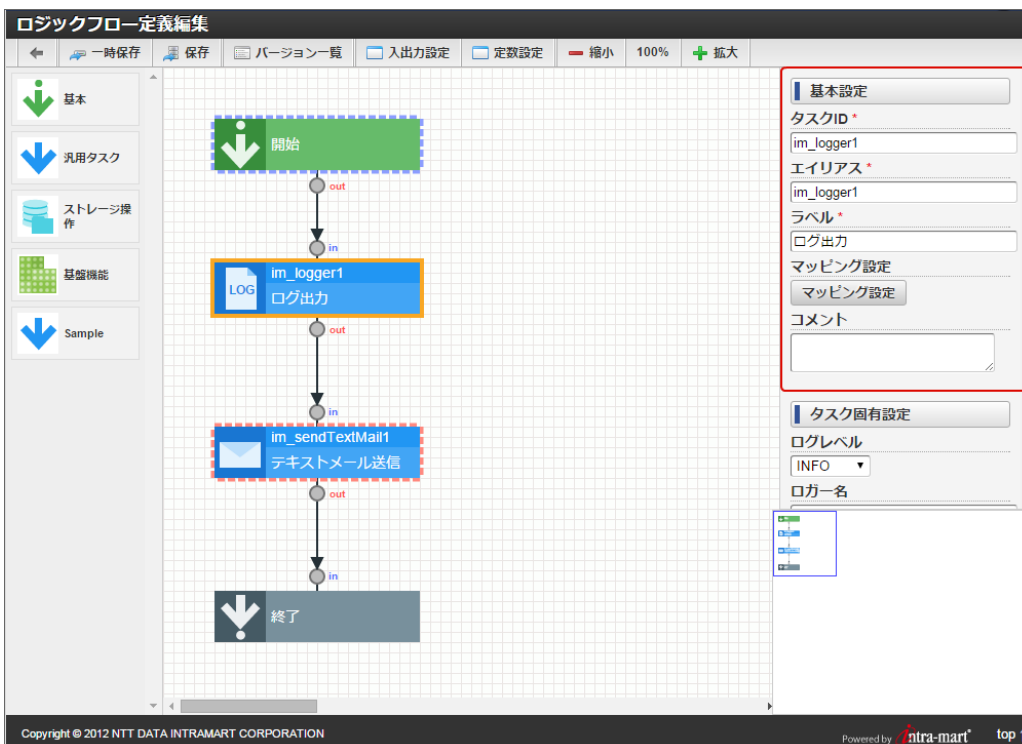 ロジックフロー定義編集
一時保存
保存
バージョン一覧
入出力設定
定数設定
縮小
100%
拡大
基本
汎用タスク
ストレージ操
作
基盤機能
Sample
開始
out
in
im_logger1
LOG
ログ出力
out
in
im_sendTextMail1
テキストメール送信
out
in
終了
基本設定
タスクID *
im_logger1
エイリアス *
im_logger1
ラベル *
ログ出力
マッピング設定
マッピング設定
コメント
タスク固有設定
ログレベル
INFO
ロガー名
Copyright © 2012 NTT DATA INTRAMART CORPORATION
Powered by intra-mart
top